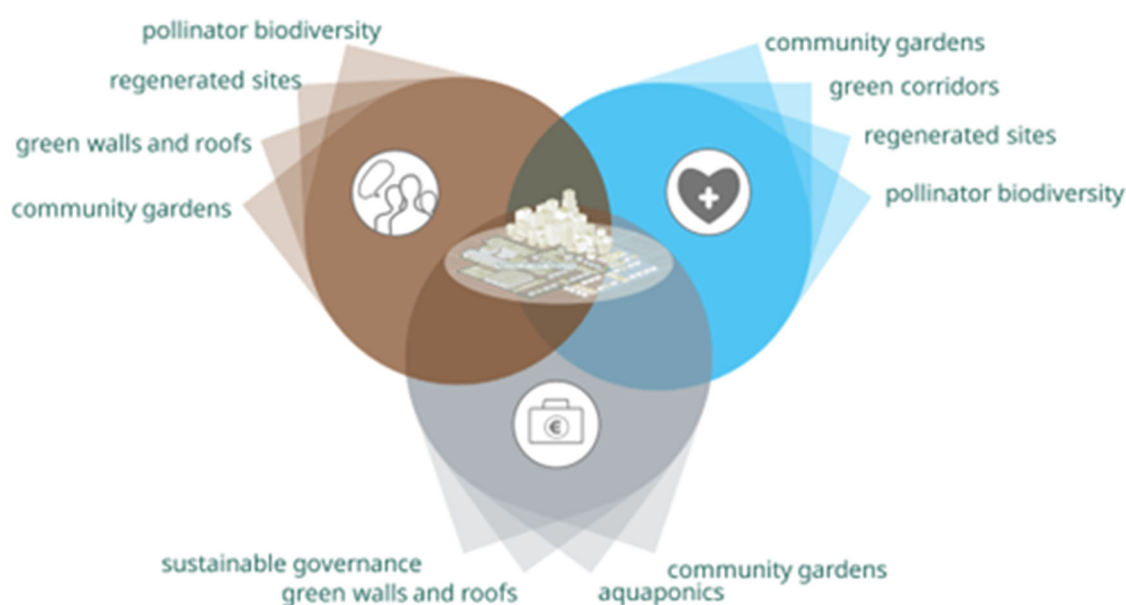 pollinator biodiversity
regenerated sites
green walls and roofs
community gardens
community gardens
green corridors
regenerated sites
pollinator biodiversity
€
sustainable governance
green walls and roofs
aquaponics
community gardens